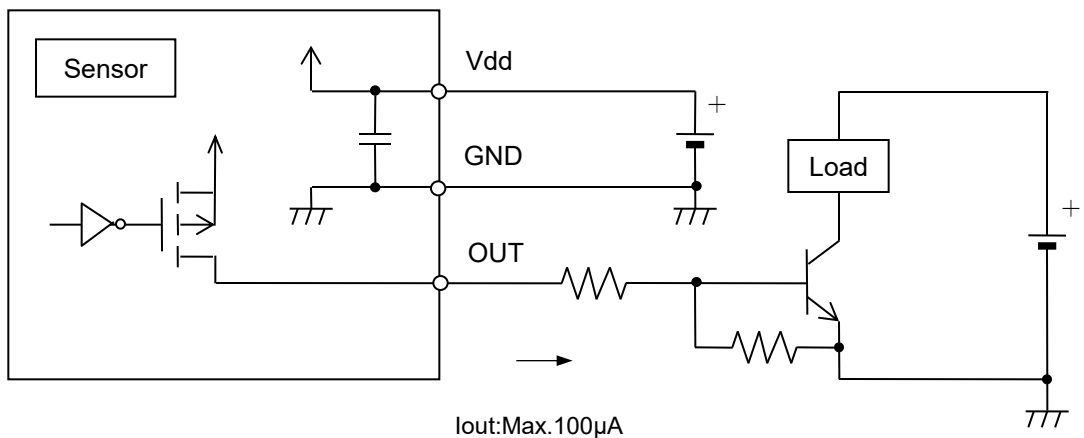 Sensor
Vdd
+
GND
Load
+
OUT
Iout:Max.100μA